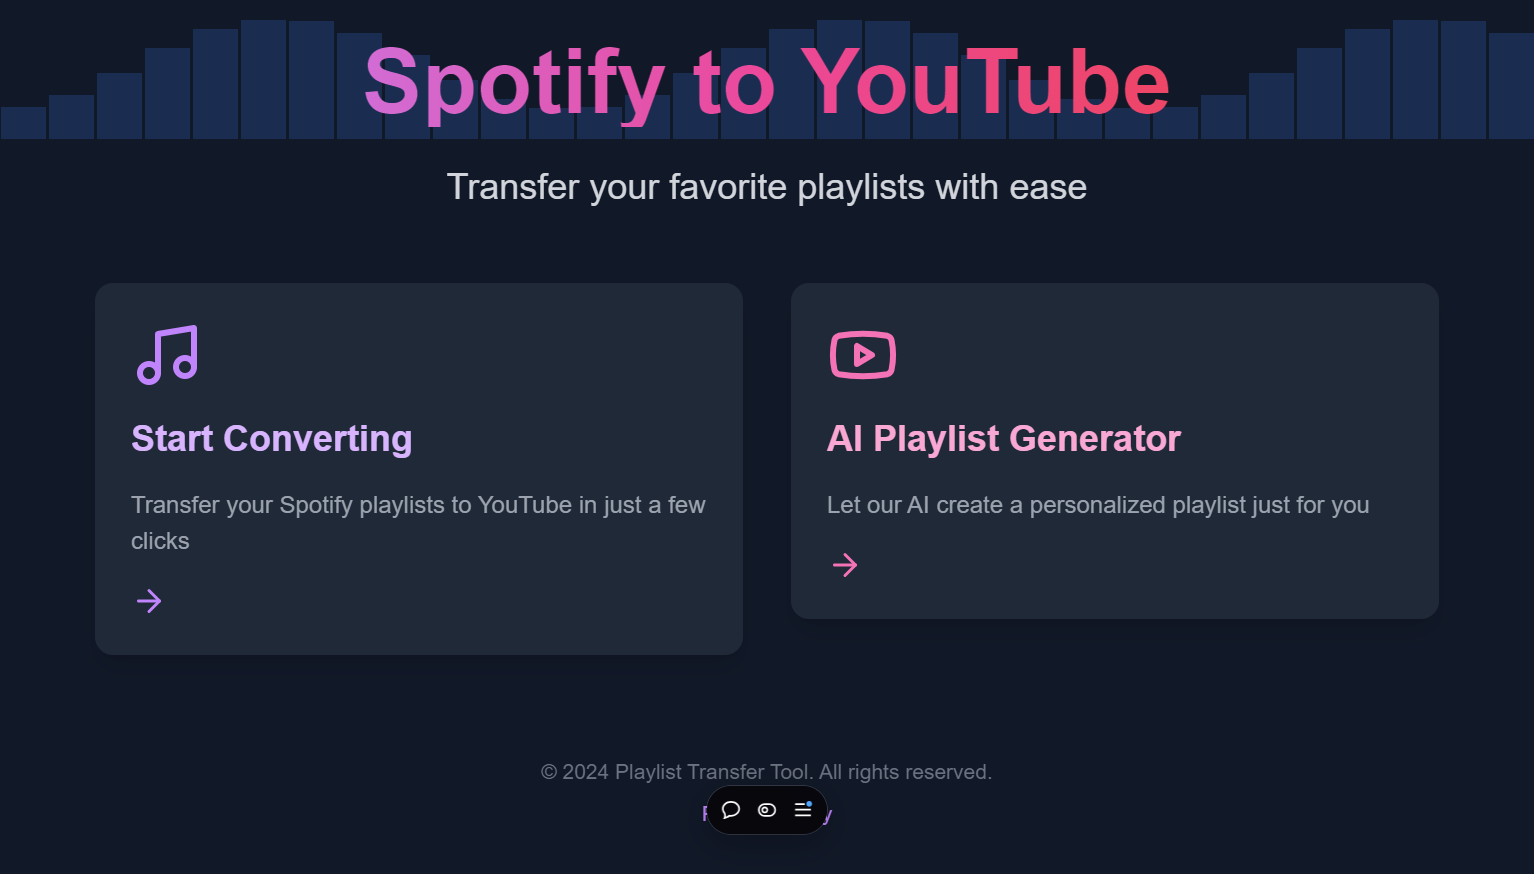 Spotify to YouTube
Transfer your favorite playlists with ease
Start Converting
Transfer your Spotify playlists to YouTube in just a few
clicks
AI Playlist Generator
Let our AI create a personalized playlist just for you
© 2024 Playlist Transfer Tool. All rights reserved.